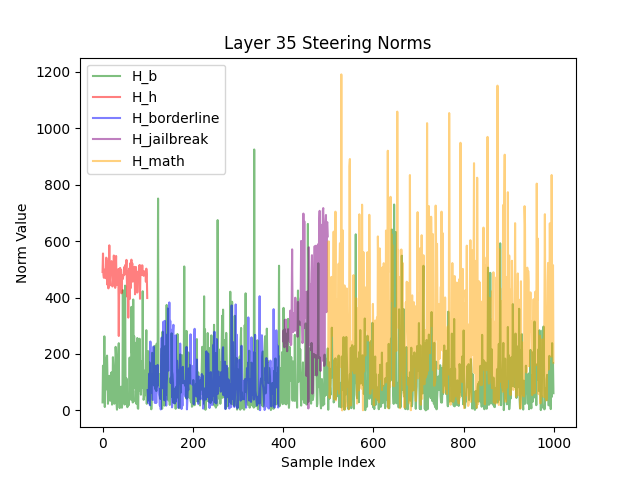 Layer 35 Steering Norms
H_b
H_h
H_borderline
H_jailbreak
H_math
Norm Value
1200
1000
800
600
400
200
0
0 200 400 600 800 1000
Sample Index